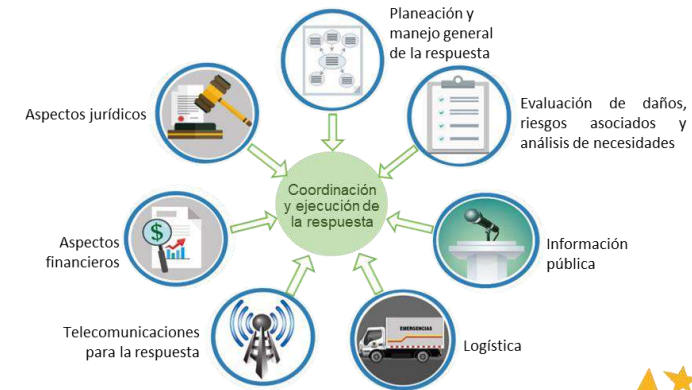 Planeación y
manejo general
de la respuesta
Evaluación de daños,
riesgos asociados y
análisis de necesidades
Aspectos jurídicos
Coordinación
y ejecución de
la respuesta
Aspectos
financieros
$
Información
pública
Telecomunicaciones
para la respuesta
EMERGENCIAS
Logística